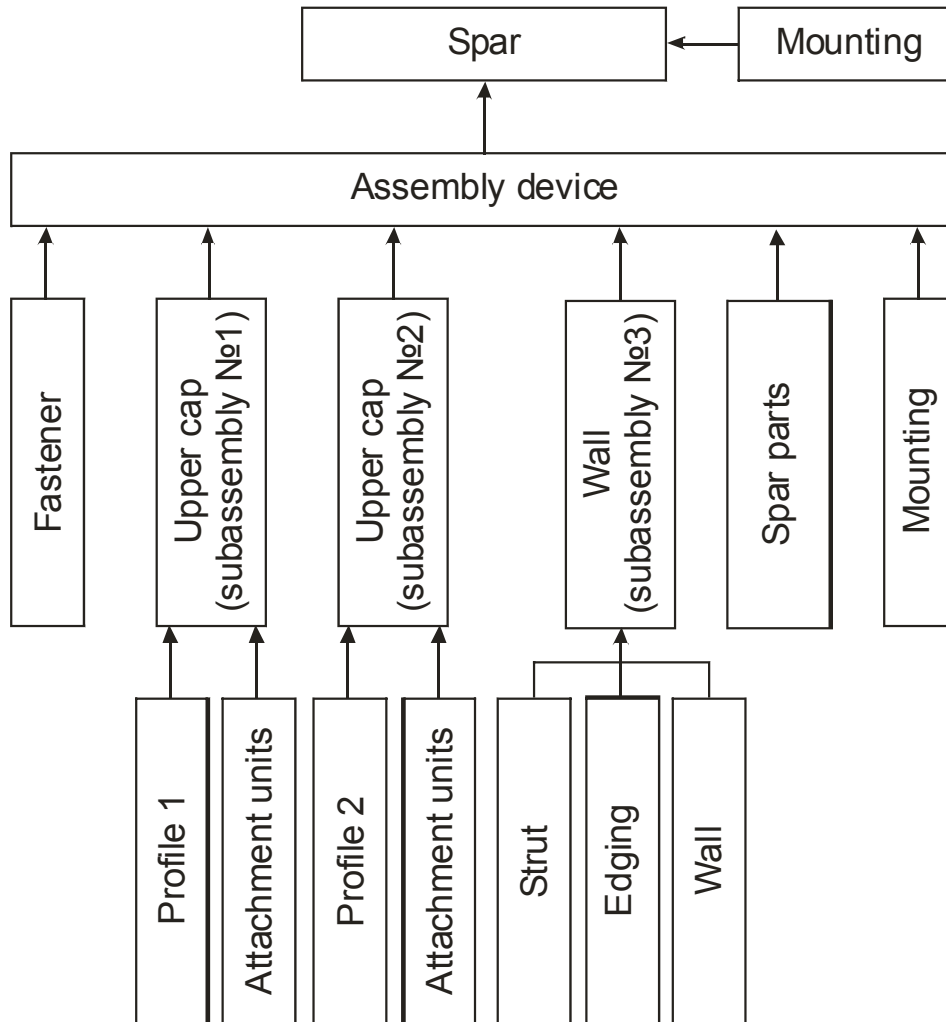 Spar
Mounting
Assembly device
Fastener
Upper cap
(subassembly №1)
Upper cap
(subassembly №2)
Wall
(subassembly №3)
Spar parts
Mounting
Profile 1
Attachment units
Profile 2
Attachment units
Strut
Edging
Wall